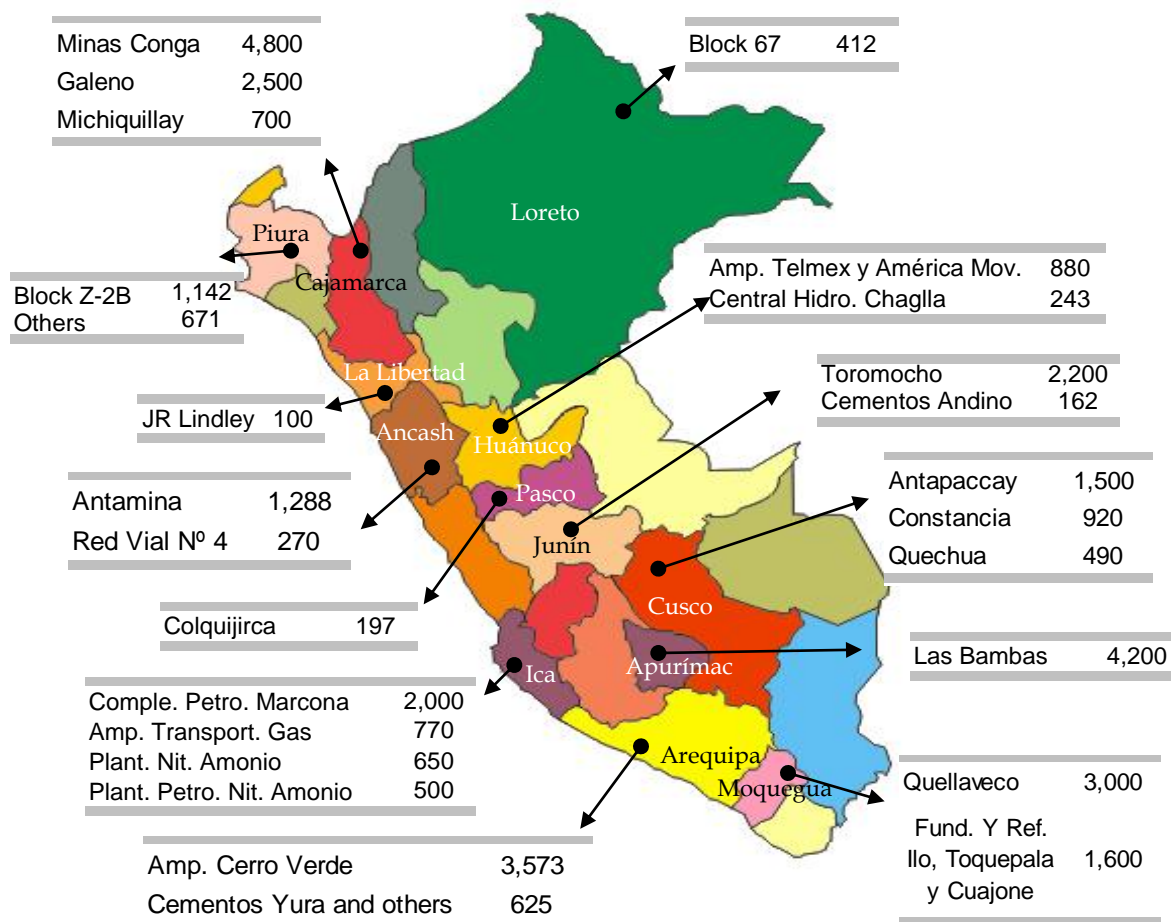 Minas Conga 4,800
Galeno 2,500
Michiquillay 700
Block 67 412
Loreto
Piura
Cajamarca
Block Z-2B 1,142
Others 671
Amp. Telmex y América Mov. 880
Central Hidro. Chaglla 243
La Libertad
JR Lindley 100
Ancash
Huánuco
Toromocho 2,200
Cementos Andino 162
Antamina 1,288
Red Vial Nº 4 270
Pasco
Junín
Antapaccay 1,500
Constancia 920
Quechua 490
Colquijirca 197
Cusco
Ica
Apurímac
Las Bambas 4,200
Comple. Petro. Marcona 2,000
Amp. Transport. Gas 770
Plant. Nit. Amonio 650
Plant. Petro. Nit. Amonio 500
Arequipa
Moquegua
Quellaveco 3,000
Fund. Y Ref.
Ilo, Toquepala 1,600
y Cuajone
Amp. Cerro Verde 3,573
Cementos Yura and others 625